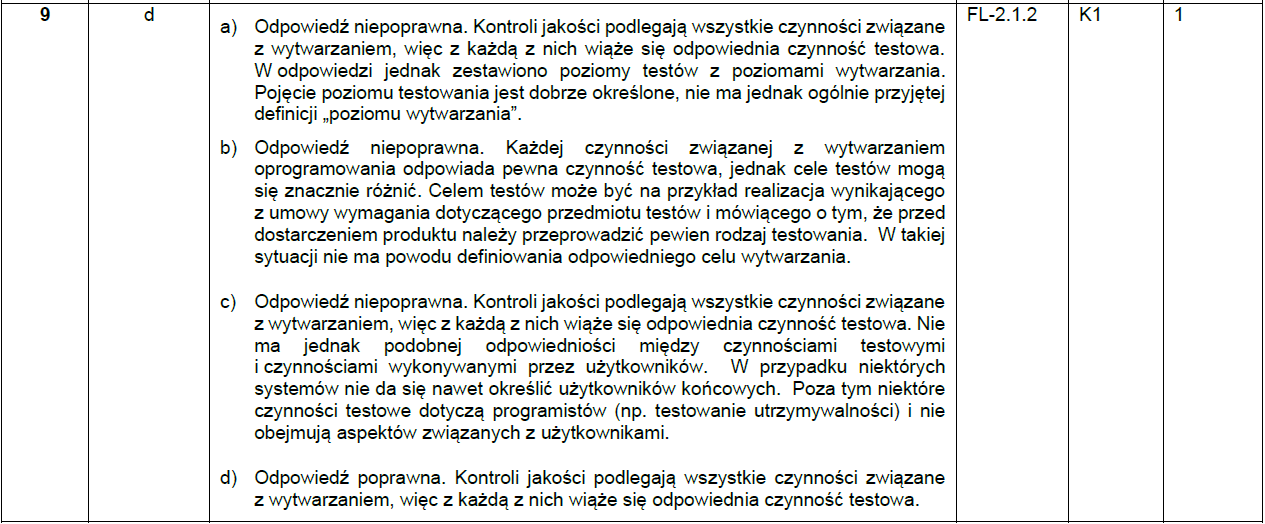 9
d
a) Odpowiedź niepoprawna. Kontroli jakości podlegają wszystkie czynności związane
z wytwarzaniem, więc z każdą z nich wiąże się odpowiednia czynność testowa.
W odpowiedzi jednak zestawiono poziomy testów z poziomami wytwarzania.
Pojęcie poziomu testowania jest dobrze określone, nie ma jednak ogólnie przyjętej
definicji „poziomu wytwarzania”.
b) Odpowiedź niepoprawna. Każdej czynności związanej z wytwarzaniem
oprogramowania odpowiada pewna czynność testowa, jednak cele testów mogą
się znacznie różnić. Celem testów może być na przykład realizacja wynikającego
z umowy wymagania dotyczącego przedmiotu testów i mówiącego o tym, że przed
dostarczeniem produktu należy przeprowadzić pewien rodzaj testowania. W takiej
sytuacji nie ma powodu definiowania odpowiedniego celu wytwarzania.
c) Odpowiedź niepoprawna. Kontroli jakości podlegają wszystkie czynności związane
z wytwarzaniem, więc z każdą z nich wiąże się odpowiednia czynność testowa. Nie
ma jednak podobnej odpowiedniości między czynnościami testowymi
i czynnościami wykonywanymi przez użytkowników. W przypadku niektórych
systemów nie da się nawet określić użytkowników końcowych. Poza tym niektóre
czynności testowe dotyczą programistów (np. testowanie utrzymywalności) i nie
obejmują aspektów związanych z użytkownikami.
d) Odpowiedź poprawna. Kontroli jakości podlegają wszystkie czynności związane
z wytwarzaniem, więc z każdą z nich wiąże się odpowiednia czynność testowa.
FL-2.1.2
K1
1